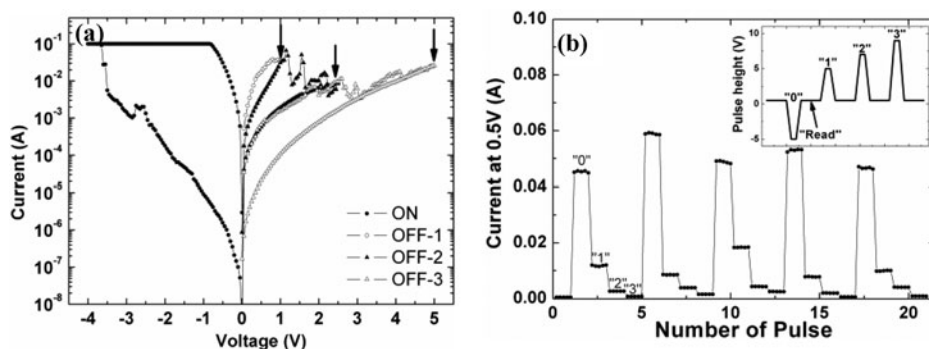 (a)
10⁻¹
10⁻²
10⁻³
10⁻⁴
10⁻⁵
10⁻⁶
10⁻⁷
10⁻⁸
Current (A)
ON
OFF-1
OFF-2
OFF-3
-4 -3 -2 -1 0 1 2 3 4 5
Voltage (V)
(b)
0.10
0.08
0.06
0.04
0.02
0.00
Current at 0.5V (A)
"0"
"1"
"2"
"3"
0 5 10 15 20
Number of Pulse
Pulse height (V)
5
0
-5
"0"
"1"
"2"
"3"
"Read"